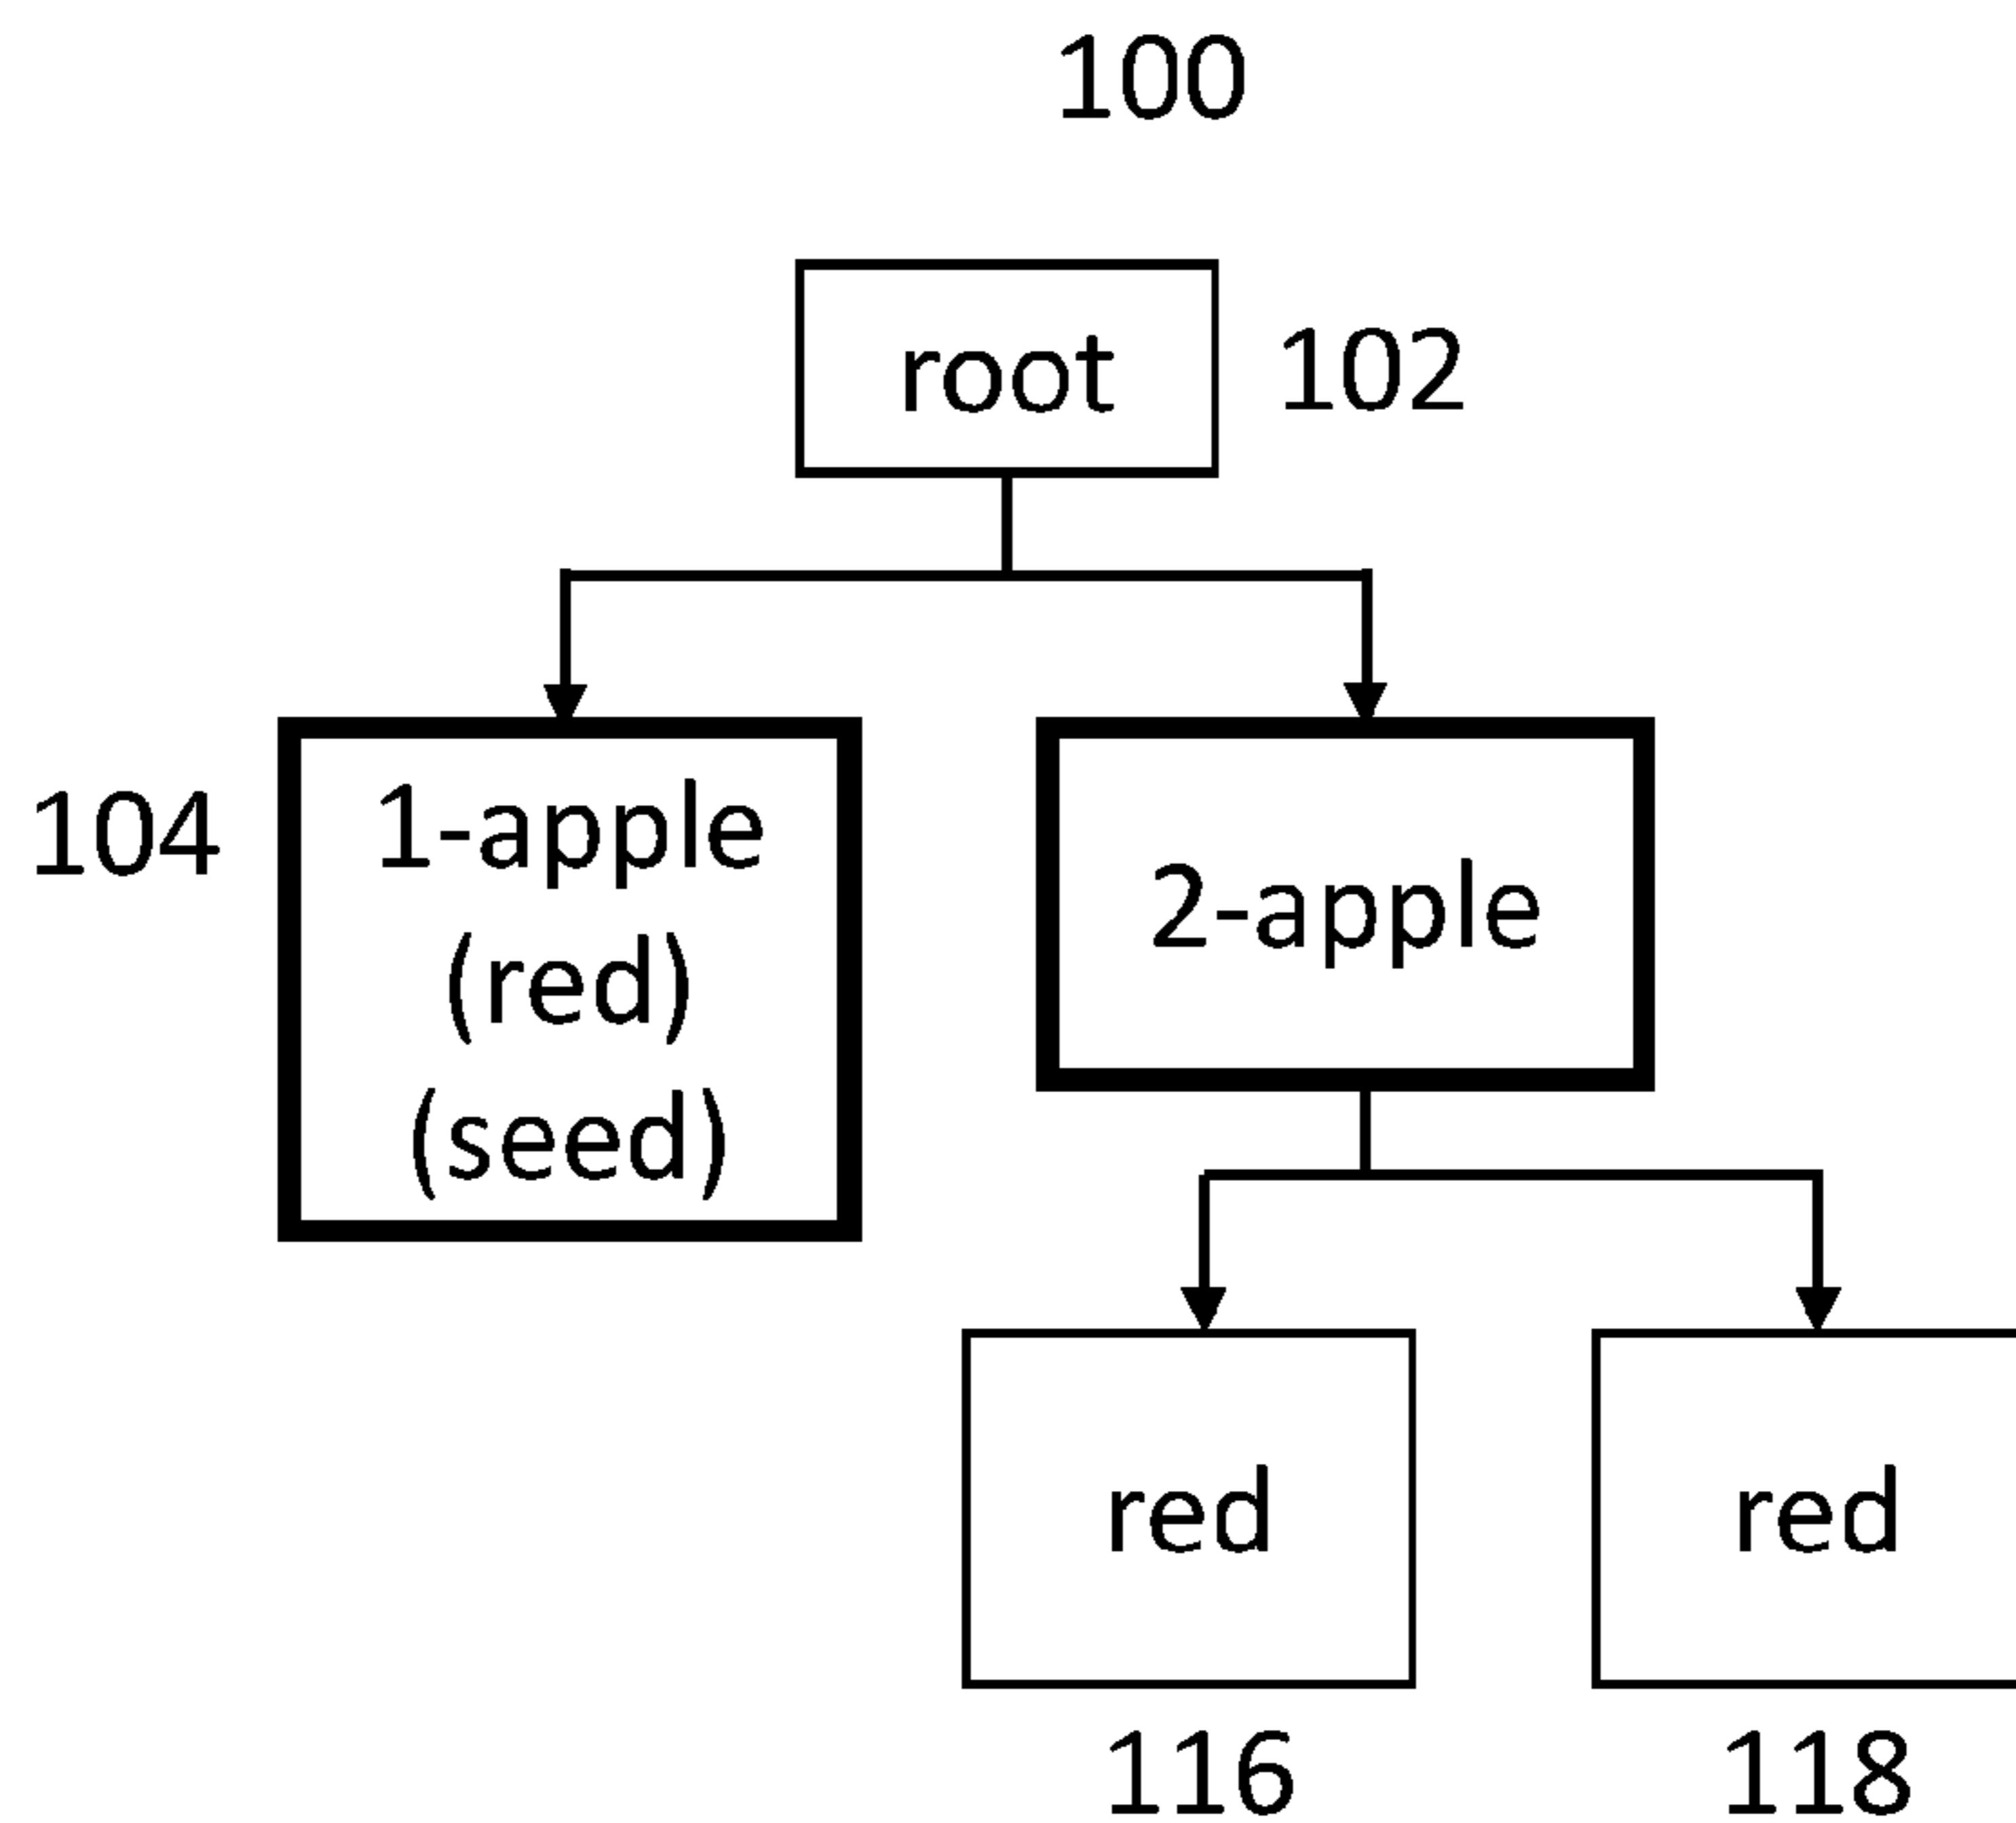 100
root
102
104
1-apple
(red)
(seed)
2-apple
red
red
116
118